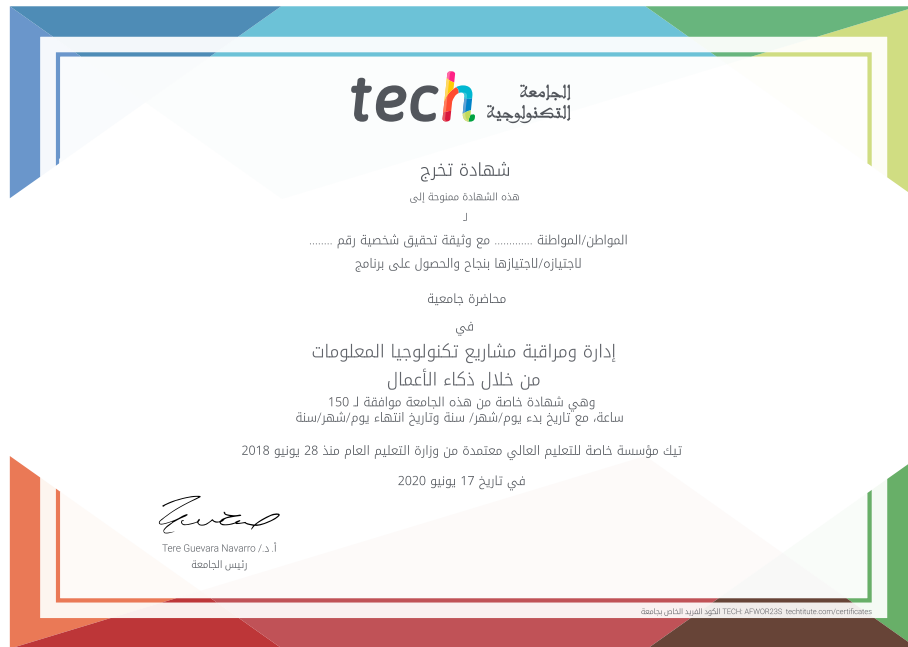 tech الجامعة
التكنولوجية
شهادة تخرج
هذه الشهادة ممنوحة إلى
لـ
المواطن/المواطنة ............. مع وثيقة تحقيق شخصية رقم ........
لاجتيازه/لاجتيازها بنجاح والحصول على برنامج
محاضرة جامعية
في
إدارة ومراقبة مشاريع تكنولوجيا المعلومات
من خلال ذكاء الأعمال
وهي شهادة خاصة من هذه الجامعة موافقة لـ 150
ساعة، مع تاريخ بدء يوم/شهر/ سنة وتاريخ انتهاء يوم/شهر/سنة
تيك مؤسسة خاصة للتعليم العالي معتمدة من وزارة التعليم العام منذ 28 يونيو 2018
في تاريخ 17 يونيو 2020
أ.د./ Tere Guevara Navarro
رئيس الجامعة
الكود الفريد الخاص بجامعة TECH: AFWOR23S techtitute.com/certificates